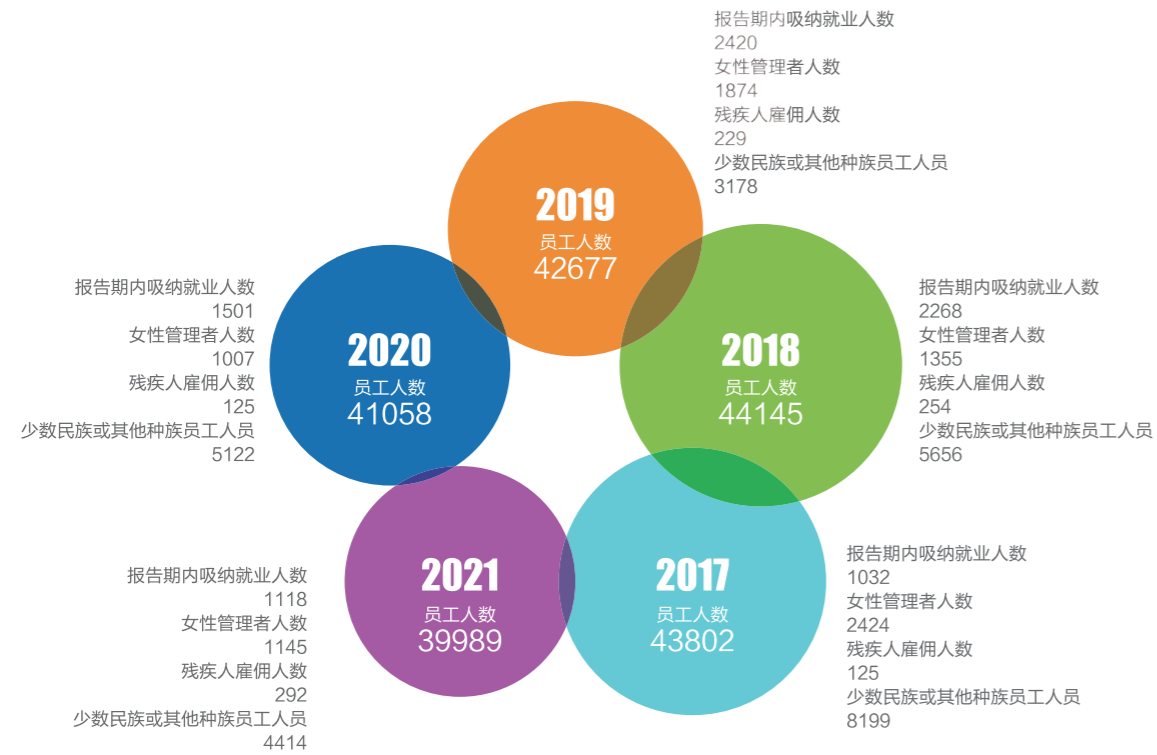 报告期内吸纳就业人数
2420
女性管理者人数
1874
残疾人雇佣人数
229
少数民族或其他种族员工人员
3178
2019
员工人数
42677
报告期内吸纳就业人数
1501
女性管理者人数
1007
残疾人雇佣人数
125
少数民族或其他种族员工人员
5122
2020
员工人数
41058
2018
员工人数
44145
报告期内吸纳就业人数
2268
女性管理者人数
1355
残疾人雇佣人数
254
少数民族或其他种族员工人员
5656
报告期内吸纳就业人数
1118
女性管理者人数
1145
残疾人雇佣人数
292
少数民族或其他种族员工人员
4414
2021
员工人数
39989
2017
员工人数
43802
报告期内吸纳就业人数
1032
女性管理者人数
2424
残疾人雇佣人数
125
少数民族或其他种族员工人员
8199